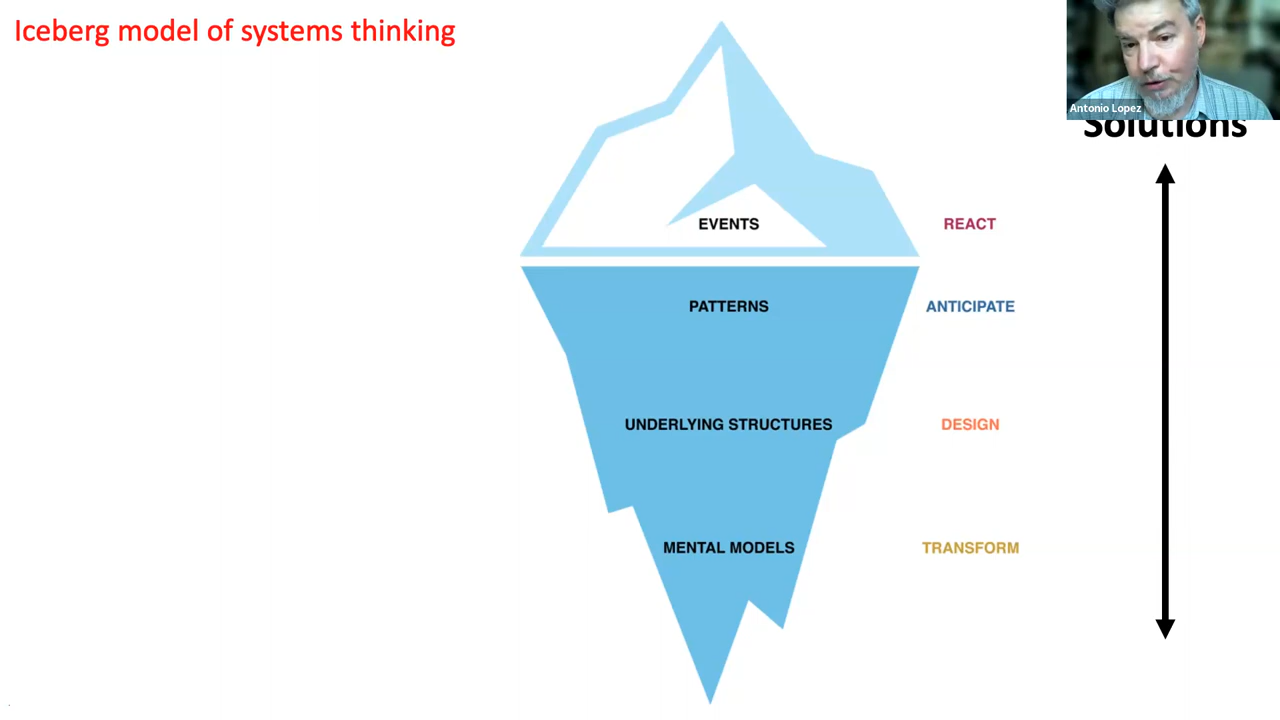 Iceberg model of systems thinking
Antonio Lopez
Solutions
EVENTS
REACT
PATTERNS
ANTICIPATE
UNDERLYING STRUCTURES
DESIGN
MENTAL MODELS
TRANSFORM